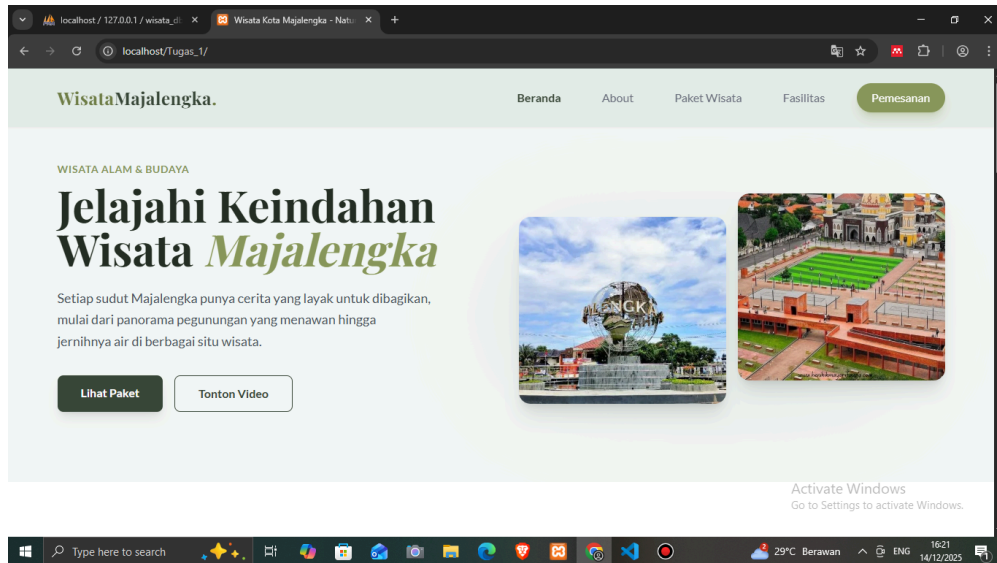 localhost / 127.0.0.1 / wisata_d
Wisata Kota Majalengka - Natu
localhost/Tugas_1/
WisataMajalengka.
Beranda
About
Paket Wisata
Fasilitas
Pemesanan
WISATA ALAM & BUDAYA
Jelajahi Keindahan
Wisata Majalengka
Setiap sudut Majalengka punya cerita yang layak untuk dibagikan,
mulai dari panorama pegunungan yang menawan hingga
jernihnya air di berbagai situ wisata.
Lihat Paket
Tonton Video
Activate Windows
Go to Settings to activate Windows.
Type here to search
29°C Berawan
ENG
16:21
14/12/2025